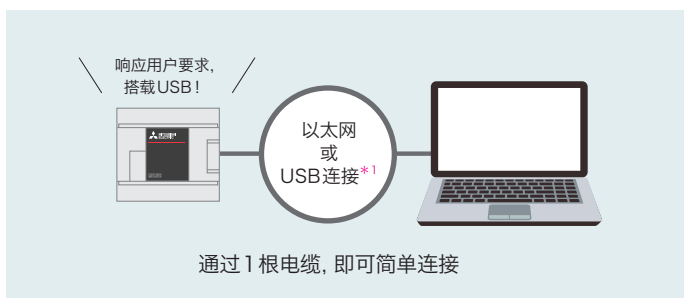 响应用户要求，
搭载USB！
以太网
或
USB连接*1
通过1根电缆，即可简单连接